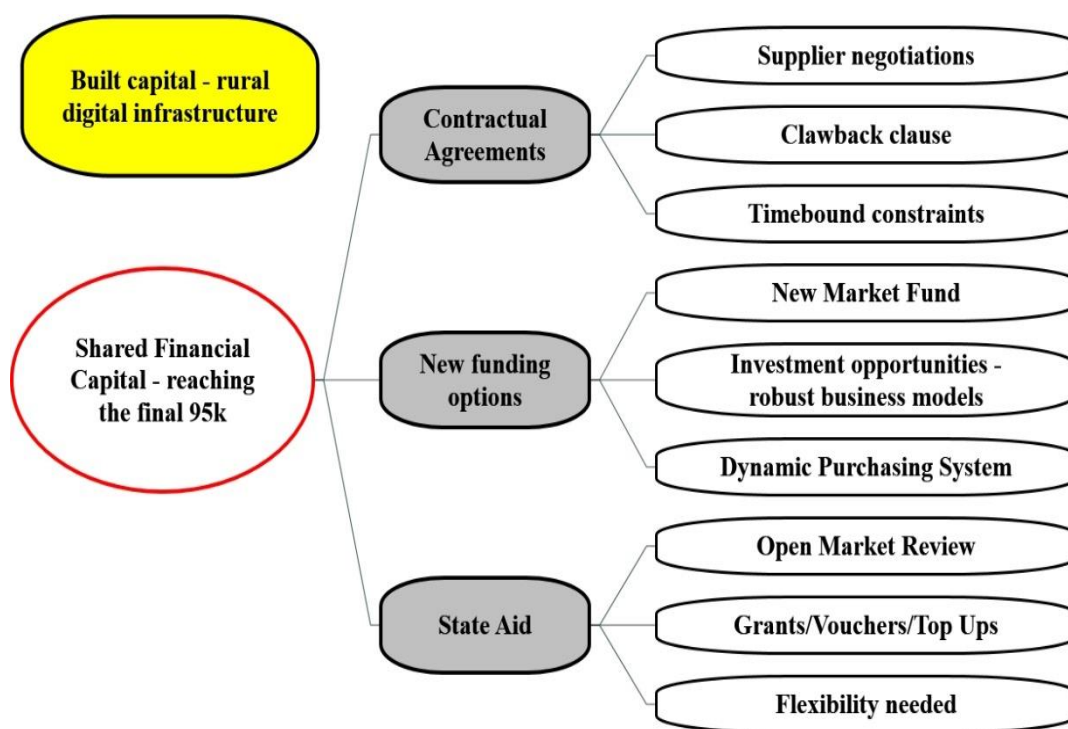 Built capital - rural
digital infrastructure
Shared Financial
Capital - reaching
the final 95k
Contractual
Agreements
Supplier negotiations
Clawback clause
Timebound constraints
New funding
options
New Market Fund
Investment opportunities -
robust business models
Dynamic Purchasing System
State Aid
Open Market Review
Grants/Vouchers/Top Ups
Flexibility needed